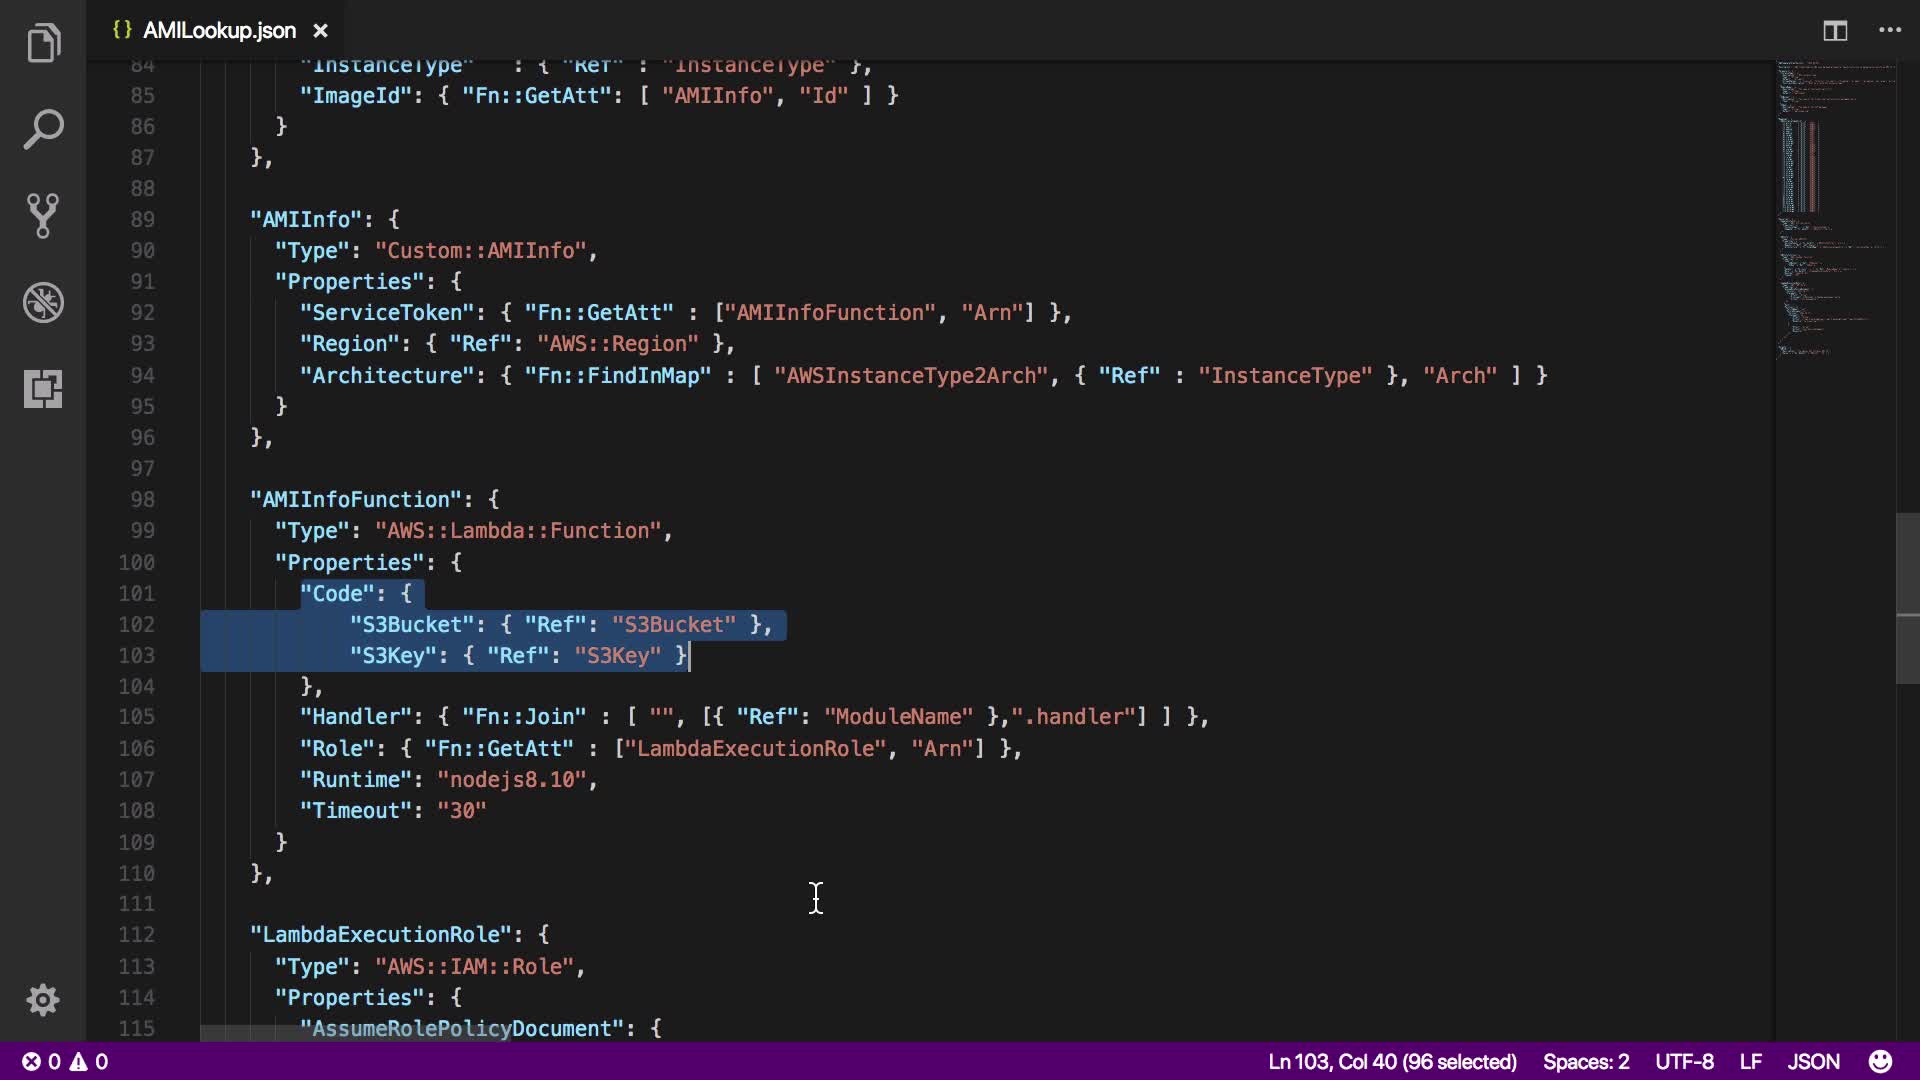 {} AMILookup.json ×
84 "InstanceType" : { "Ref" : "InstanceType" },
85 "ImageId": { "Fn::GetAtt": [ "AMIInfo", "Id" ] }
86 }
87 },
88
89 "AMIInfo": {
90 "Type": "Custom::AMIInfo",
91 "Properties": {
92 "ServiceToken": { "Fn::GetAtt" : ["AMIInfoFunction", "Arn"] },
93 "Region": { "Ref": "AWS::Region" },
94 "Architecture": { "Fn::FindInMap" : [ "AWSInstanceType2Arch", { "Ref" : "InstanceType" }, "Arch" ] }
95 }
96 },
97
98 "AMIInfoFunction": {
99 "Type": "AWS::Lambda::Function",
100 "Properties": {
101 "Code": {
102 "S3Bucket": { "Ref": "S3Bucket" },
103 "S3Key": { "Ref": "S3Key" }
104 },
105 "Handler": { "Fn::Join" : [ "", [{ "Ref": "ModuleName" },".handler"] ] },
106 "Role": { "Fn::GetAtt" : ["LambdaExecutionRole", "Arn"] },
107 "Runtime": "nodejs8.10",
108 "Timeout": "30"
109 }
110 },
111
112 "LambdaExecutionRole": {
113 "Type": "AWS::IAM::Role",
114 "Properties": {
115 "AssumeRolePolicyDocument": {
0 0 Ln 103, Col 40 (96 selected) Spaces: 2 UTF-8 LF JSON